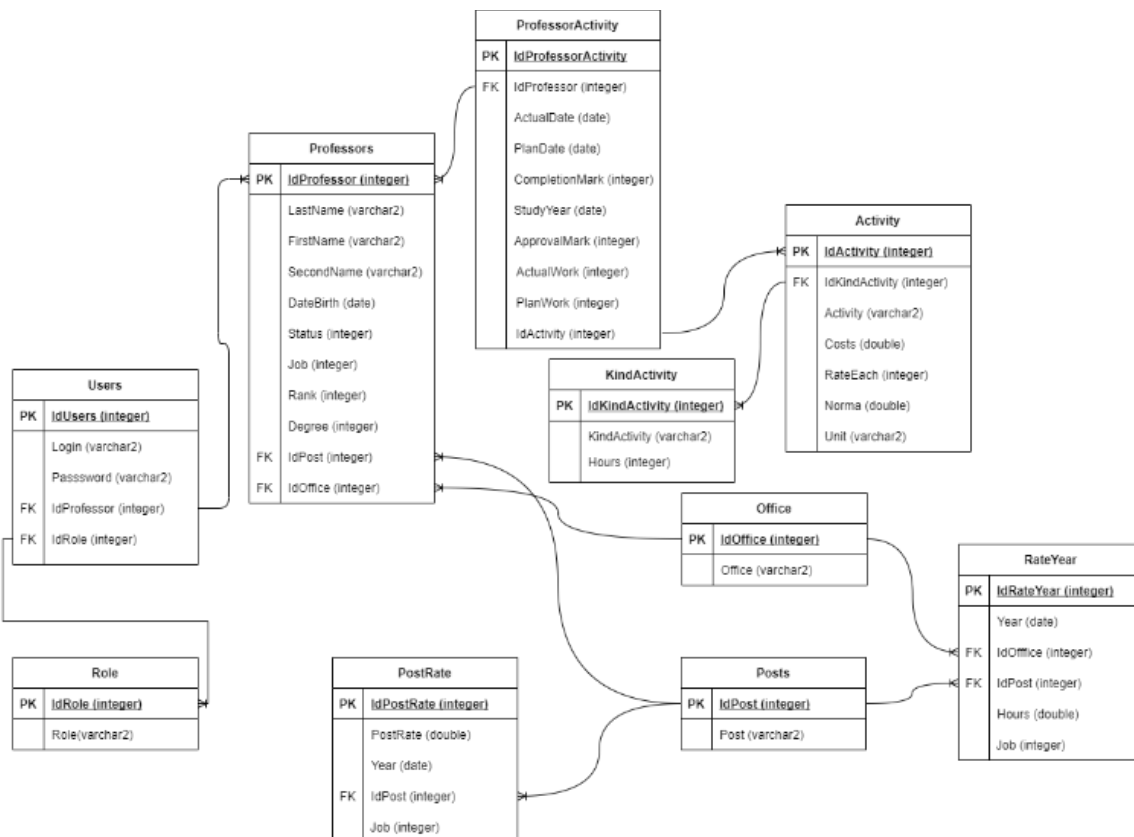 ProfessorActivity
PK IdProfessorActivity
FK IdProfessor (integer)
ActualDate (date)
PlanDate (date)
CompletionMark (integer)
StudyYear (date)
ApprovalMark (integer)
ActualWork (integer)
PlanWork (integer)
IdActivity (integer)
Professors
PK IdProfessor (integer)
LastName (varchar2)
FirstName (varchar2)
SecondName (varchar2)
DateBirth (date)
Status (integer)
Job (integer)
Rank (integer)
Degree (integer)
FK IdPost (integer)
FK IdOffice (integer)
Activity
PK IdActivity (integer)
FK IdKindActivity (integer)
Activity (varchar2)
Costs (double)
RateEach (integer)
Norma (double)
Unit (varchar2)
KindActivity
PK IdKindActivity (integer)
KindActivity (varchar2)
Hours (integer)
Users
PK IdUsers (integer)
Login (varchar2)
Passsword (varchar2)
FK IdProfessor (integer)
FK IdRole (integer)
Office
PK IdOffice (integer)
Office (varchar2)
RateYear
PK IdRateYear (integer)
Year (date)
FK IdOfffice (integer)
FK IdPost (integer)
Hours (double)
Job (integer)
Role
PK IdRole (integer)
Role(varchar2)
PostRate
PK IdPostRate (integer)
PostRate (double)
Year (date)
FK IdPost (integer)
Job (integer)
Posts
PK IdPost (integer)
Post (varchar2)